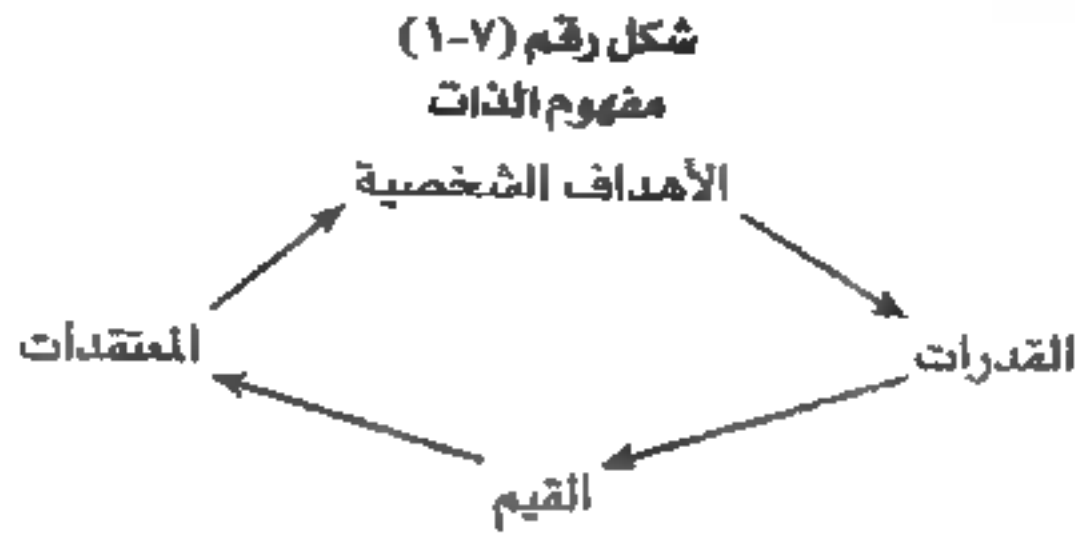 شكل رقم (٧-١)
مفهوم الذات
الأهداف الشخصية
القدرات
المعتقدات
القيم